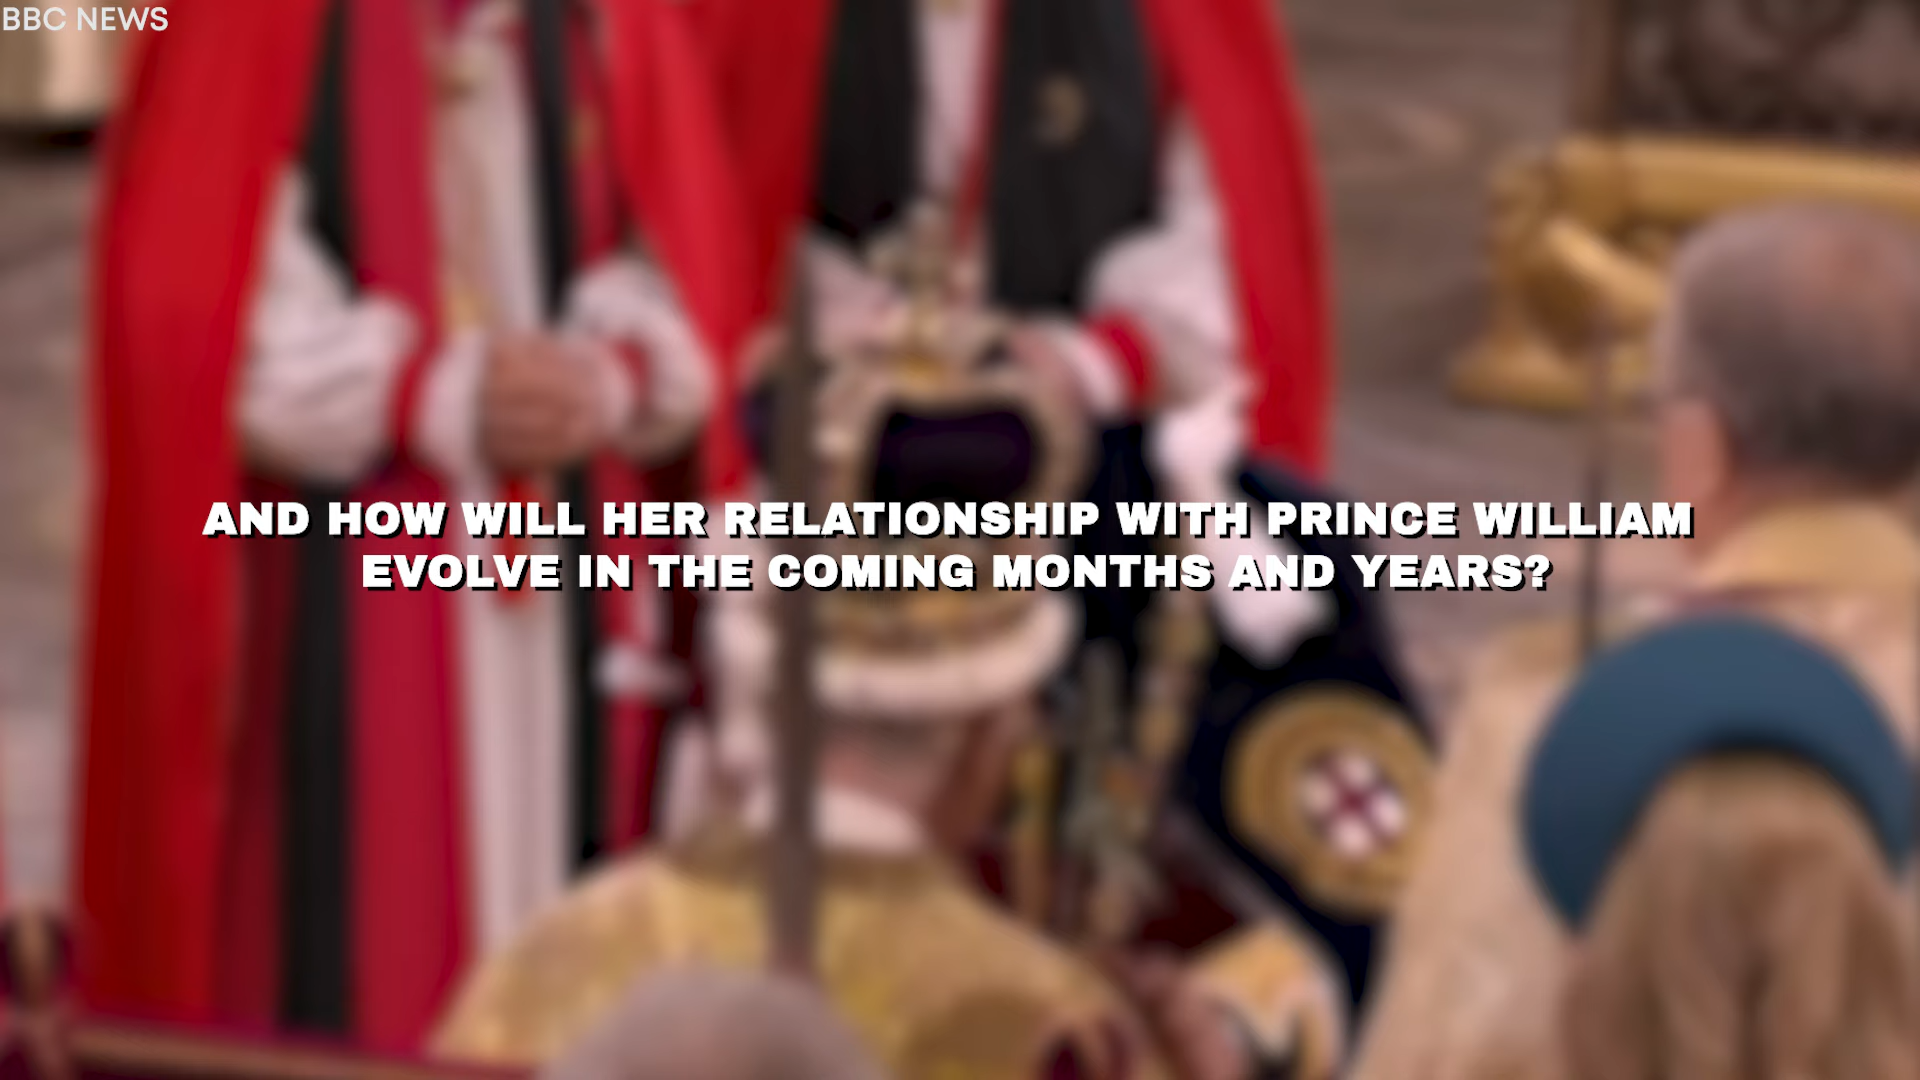 BBC NEWS
AND HOW WILL HER RELATIONSHIP WITH PRINCE WILLIAM
EVOLVE IN THE COMING MONTHS AND YEARS?